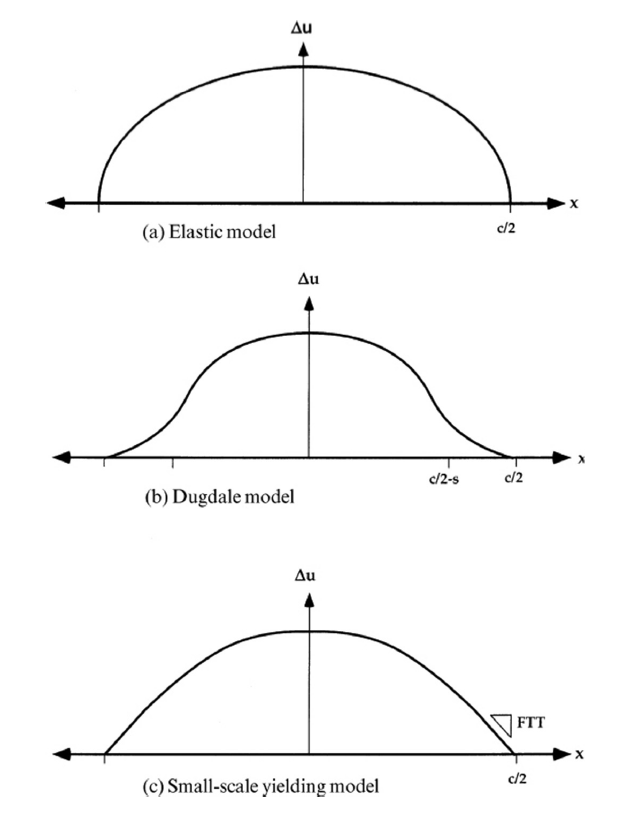 Δu
x
c/2
(a) Elastic model
Δu
x
c/2-s
c/2
(b) Dugdale model
Δu
FTT
x
c/2
(c) Small-scale yielding model